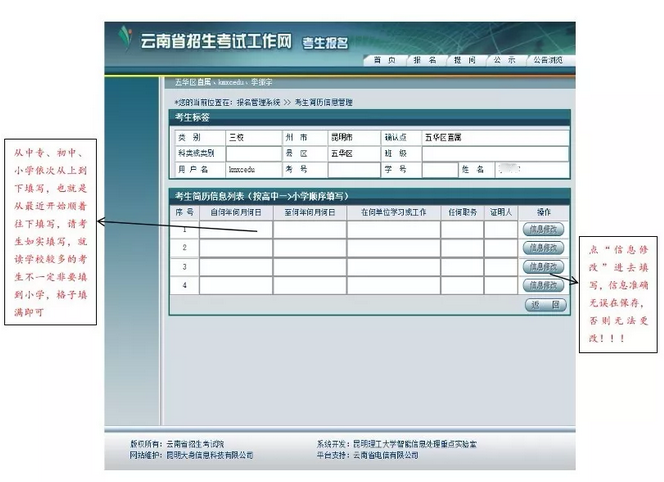 云南省招生考试工作网 考生报名
首 页 报 名 提 问 公 示 公告浏览
五华区直属、kmxcedu、李振宇
*您的当前位置在：报名管理系统 >> 考生简历信息管理
考生标签
类 别 三校 州 市 昆明市 确认点 五华区直属
科类或类别 县 区 五华区 班 级
用 户 名 kmxcedu 考 号 学 号 姓 名
考生简历信息列表（按高中—>小学顺序填写）
序 号 自何年何月何日 至何年何月何日 在何单位学习或工作 任何职务 证明人 操作
1 信息修改
2 信息修改
3 信息修改
4 信息修改
返 回
从中专、初中、
小学依次从上到
下填写，也就是
从最近开始顺着
往下填写，请考
生如实填写，就
读学校较多的考
生不一定非要填
到小学，格子填
满即可
点“信息修
改”进去填
写，信息准确
无误在保存，
否则无法更
改！！！
版权所有：云南省招生考试院 系统开发：昆明理工大学智能信息处理重点实验室
网站维护：昆明大舟信息科技有限公司 平台支持：云南省电信有限公司